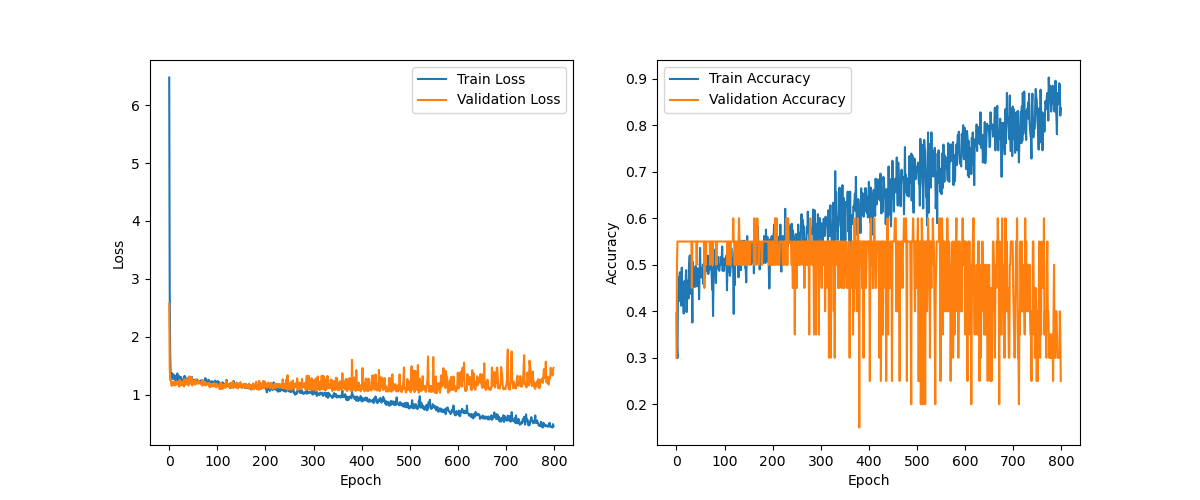 Train Loss
Validation Loss
6
5
4
3
2
1
Loss
0 100 200 300 400 500 600 700 800
Epoch
Train Accuracy
Validation Accuracy
0.9
0.8
0.7
0.6
0.5
0.4
0.3
0.2
Accuracy
0 100 200 300 400 500 600 700 800
Epoch